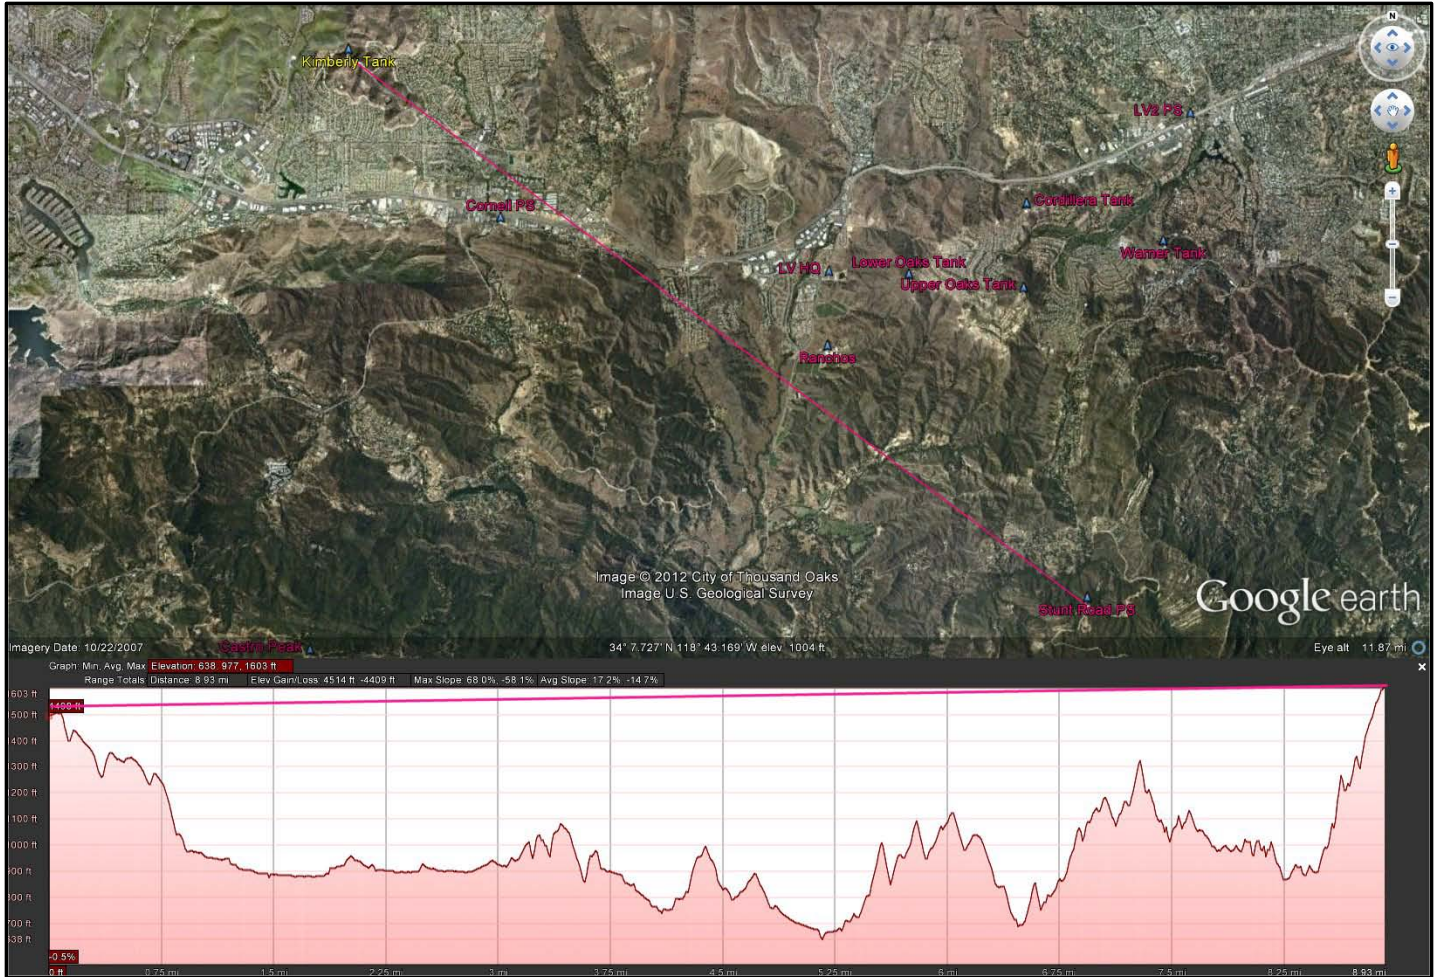 N
Kimberly Tank
LV2 PS
Cornell PS
Cordillera Tank
Warner Tank
LV HQ
Lower Oaks Tank
Upper Oaks Tank
Ranchos
Image © 2012 City of Thousand Oaks
Image U.S. Geological Survey
Google earth
Stunt Road PS
Castro Peak
Imagery Date: 10/22/2007
34° 7.727' N 118° 43.169' W elev 1004 ft
Eye alt 11.87 mi
Graph: Min, Avg, Max Elevation: 638, 977, 1603 ft
Range Totals: Distance: 8.93 mi Elev Gain/Loss: 4514 ft, -4409 ft Max Slope: 68.0%, -58.1% Avg Slope: 17.2%, -14.7%
1603 ft
1498 ft
1500 ft
1400 ft
1300 ft
1200 ft
1100 ft
1000 ft
900 ft
800 ft
700 ft
638 ft
-0.5%
0 ft 0.75 mi 1.5 mi 2.25 mi 3 mi 3.75 mi 4.5 mi 5.25 mi 6 mi 6.75 mi 7.5 mi 8.25 mi 8.93 mi